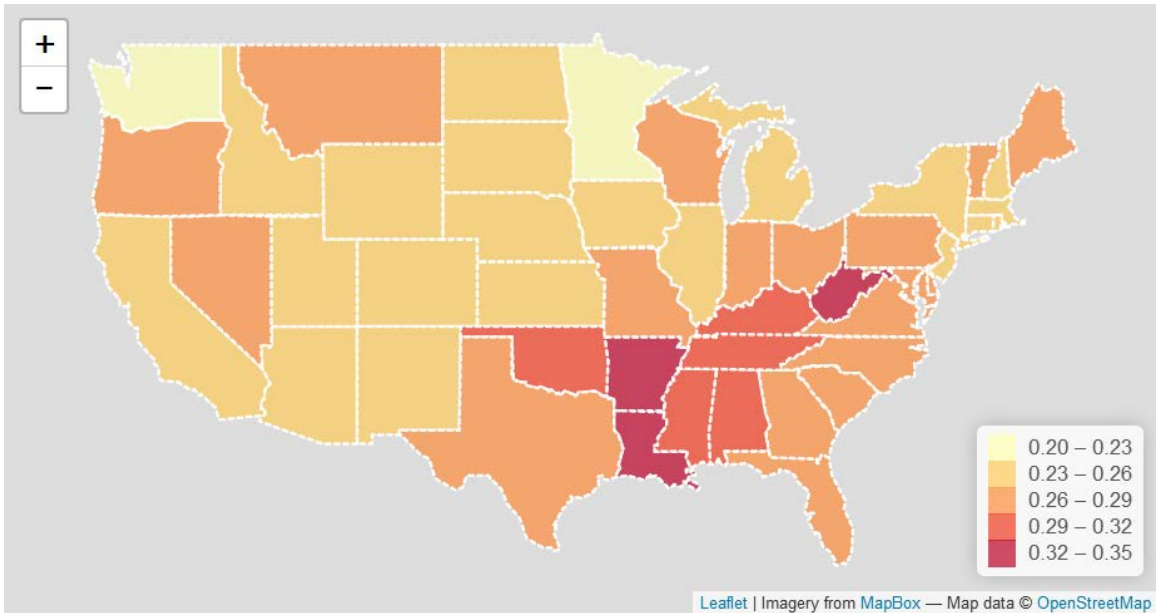 +
−
0.20 – 0.23
0.23 – 0.26
0.26 – 0.29
0.29 – 0.32
0.32 – 0.35
Leaflet | Imagery from MapBox — Map data © OpenStreetMap